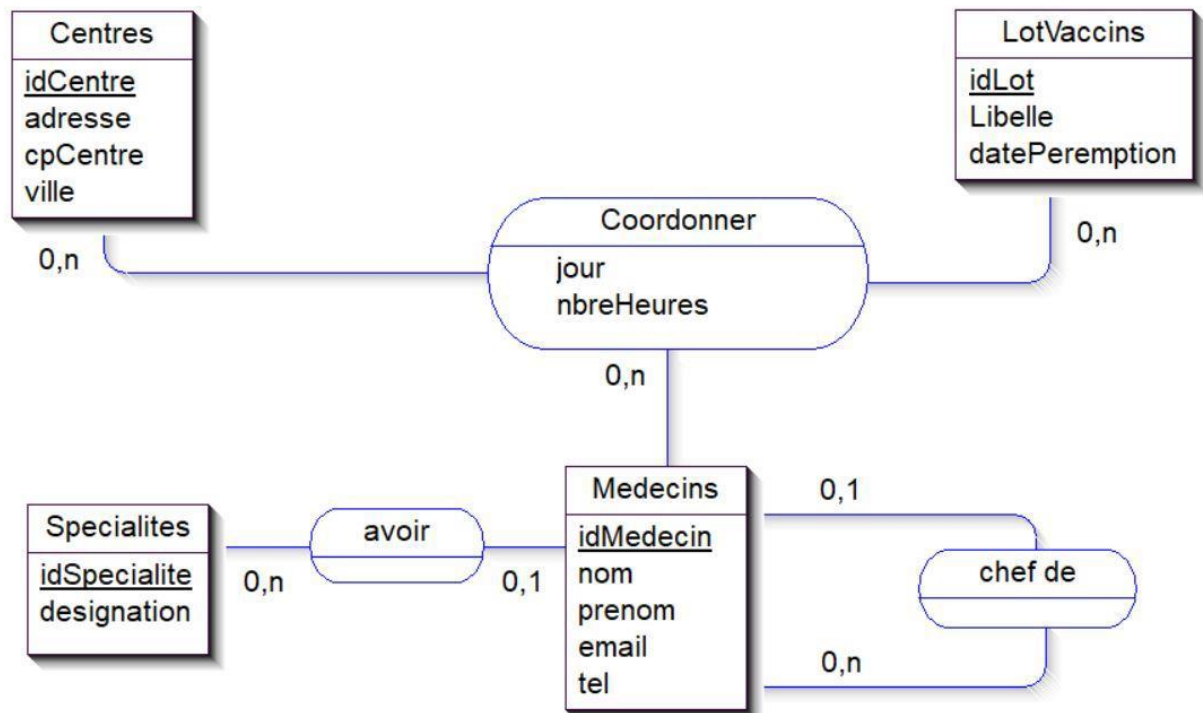 Centres
idCentre
adresse
cpCentre
ville
LotVaccins
idLot
Libelle
datePeremption
0,n
Coordonner
jour
nbreHeures
0,n
0,n
Specialites
idSpecialite
designation
0,n
avoir
0,1
Medecins
idMedecin
nom
prenom
email
tel
0,1
chef de
0,n